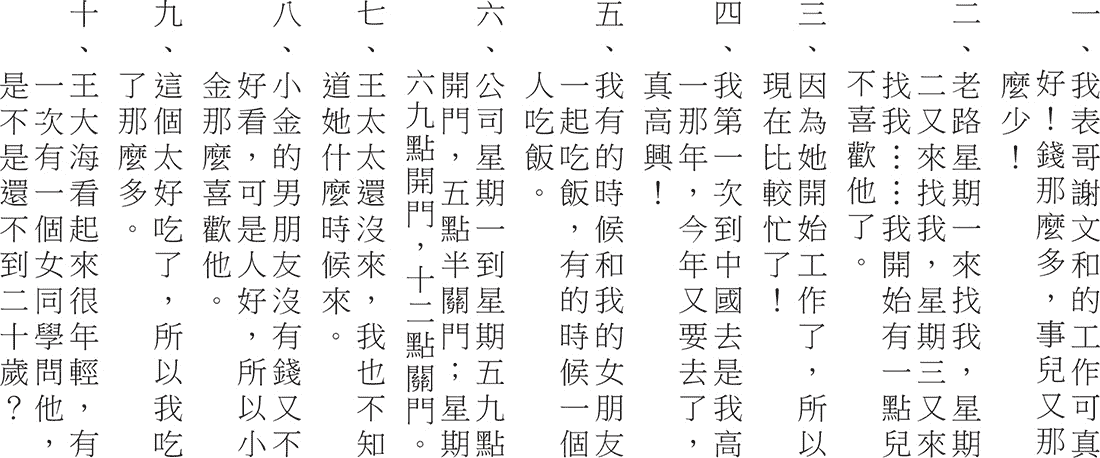 一、我表哥謝文和的工作可真
好！錢那麼多，事兒又那
麼少！
二、老路星期一來找我，星期
二又來找我，星期三又來
找我……我開始有一點兒
不喜歡他了。
三、因為她開始工作了，所以
現在比較忙了！
四、我第一次到中國去是我高
一那年，今年又要去了，
真高興！
五、我有的時候和我的女朋友
一起吃飯，有的時候一個
人吃飯。
六、公司星期一到星期五九點
開門，五點半關門；星期
六九點開門，十二點關門。
七、王太太還沒來，我也不知
道她什麼時候來。
八、小金的男朋友沒有錢又不
好看，可是人好，所以小
金那麼喜歡他。
九、這個太好吃了，所以我吃
了那麼多。
十、王大海看起來很年輕，有
一次有一個女同學問他，
是不是還不到二十歲？